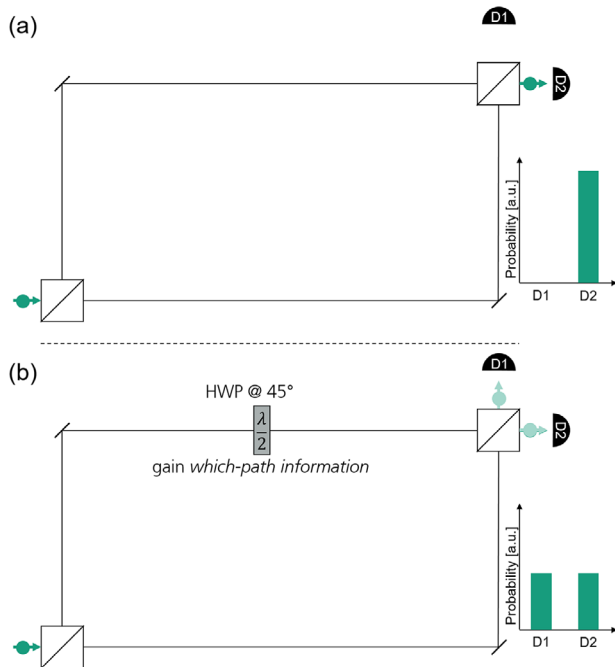 (a)
D1
D2
Probability [a.u.]
D1 D2
(b)
D1
HWP @ 45°
λ
2
D2
gain which-path information
Probability [a.u.]
D1 D2